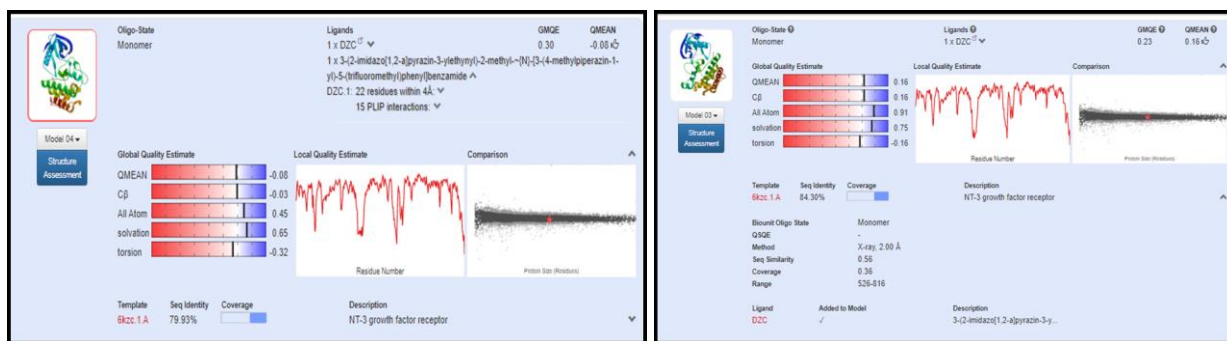 Oligo-State
Ligands
GMQE
QMEAN
Monomer
1 x DZC
0.30
-0.08
1 x 3-(2-imidazo[1,2-a]pyrazin-3-ylethynyl)-2-methyl-~{N}-[3-(4-methylpiperazin-1-
yl)-5-(trifluoromethyl)phenyl]benzamide
DZC.1: 22 residues within 4Å:
15 PLIP interactions:
Model 04
Structure
Assessment
Global Quality Estimate
Local Quality Estimate
Comparison
QMEAN -0.08
Cβ -0.03
All Atom 0.45
solvation 0.65
torsion -0.32
Residue Number
Protein Size (Residues)
Template
Seq Identity
Coverage
Description
6kzc.1.A
79.93%
NT-3 growth factor receptor
Oligo-State
Ligands
GMQE
QMEAN
Monomer
1 x DZC
0.23
0.16
Model 03
Structure
Assessment
Global Quality Estimate
Local Quality Estimate
Comparison
QMEAN 0.16
Cβ 0.16
All Atom 0.91
solvation 0.75
torsion -0.16
Residue Number
Protein Size (Residues)
Template
Seq Identity
Coverage
Description
6kzc.1.A
84.30%
NT-3 growth factor receptor
Biounit Oligo State Monomer
QSQE -
Method X-ray, 2.00 Å
Seq Similarity 0.56
Coverage 0.36
Range 526-816
Ligand
Added to Model
Description
DZC
✓
3-(2-imidazo[1,2-a]pyrazin-3-y...